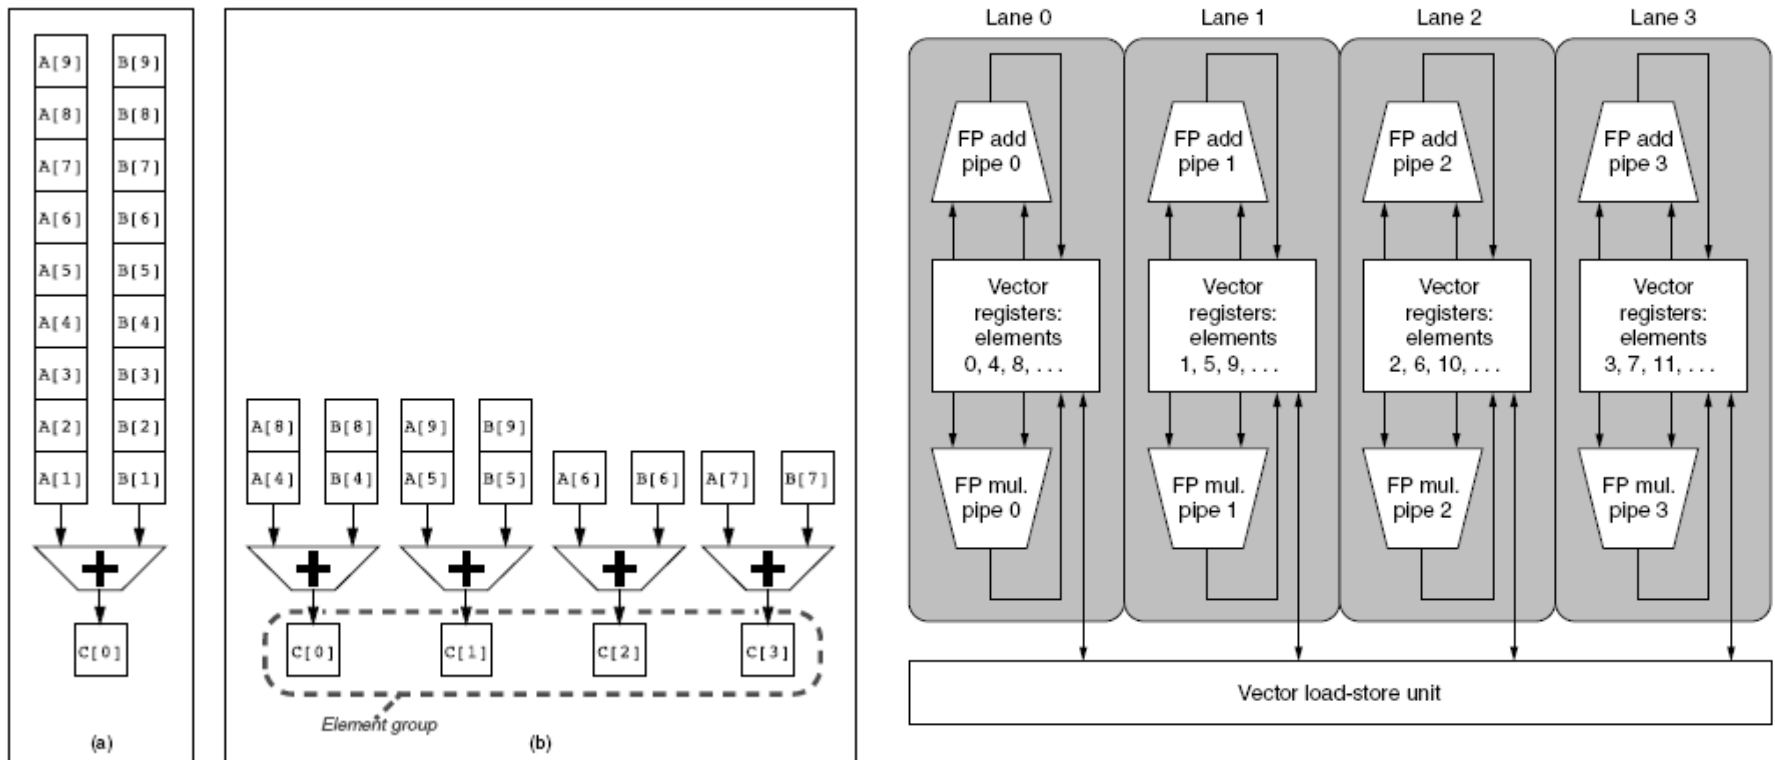 A[9] B[9]
A[8] B[8]
A[7] B[7]
A[6] B[6]
A[5] B[5]
A[4] B[4]
A[3] B[3]
A[2] B[2]
A[1] B[1]
+
C[0]
(a)
A[8] B[8] A[9] B[9]
A[4] B[4] A[5] B[5] A[6] B[6] A[7] B[7]
+ + + +
C[0] C[1] C[2] C[3]
Element group
(b)
Lane 0 Lane 1 Lane 2 Lane 3
FP add
pipe 0
FP add
pipe 1
FP add
pipe 2
FP add
pipe 3
Vector
registers:
elements
0, 4, 8, . . .
Vector
registers:
elements
1, 5, 9, . . .
Vector
registers:
elements
2, 6, 10, . . .
Vector
registers:
elements
3, 7, 11, . . .
FP mul.
pipe 0
FP mul.
pipe 1
FP mul.
pipe 2
FP mul.
pipe 3
Vector load-store unit